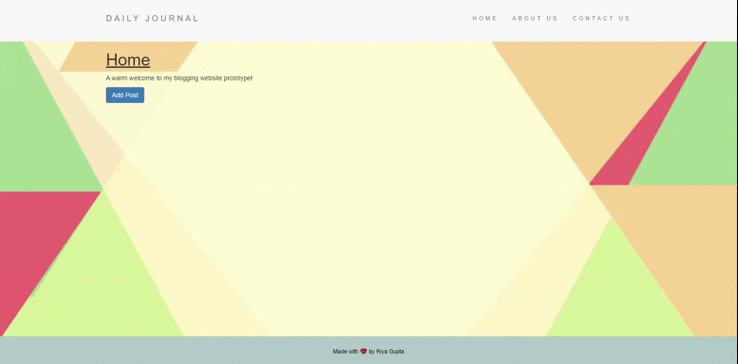 DAILY JOURNAL
HOME ABOUT US CONTACT US
Home
A warm welcome to my blogging website prototype!
Add Post
Made with ❤ by Riya Gupta